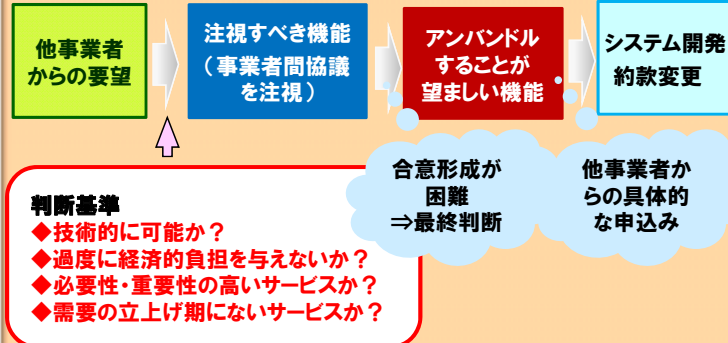 他事業者
からの要望
注視すべき機能
（事業者間協議
を注視）
アンバンドル
することが
望ましい機能
システム開発
約款変更
合意形成が
困難
⇒最終判断
他事業者か
らの具体的
な申込み
判断基準
◆技術的に可能か？
◆過度に経済的負担を与えないか？
◆必要性・重要性の高いサービスか？
◆需要の立上げ期にないサービスか？